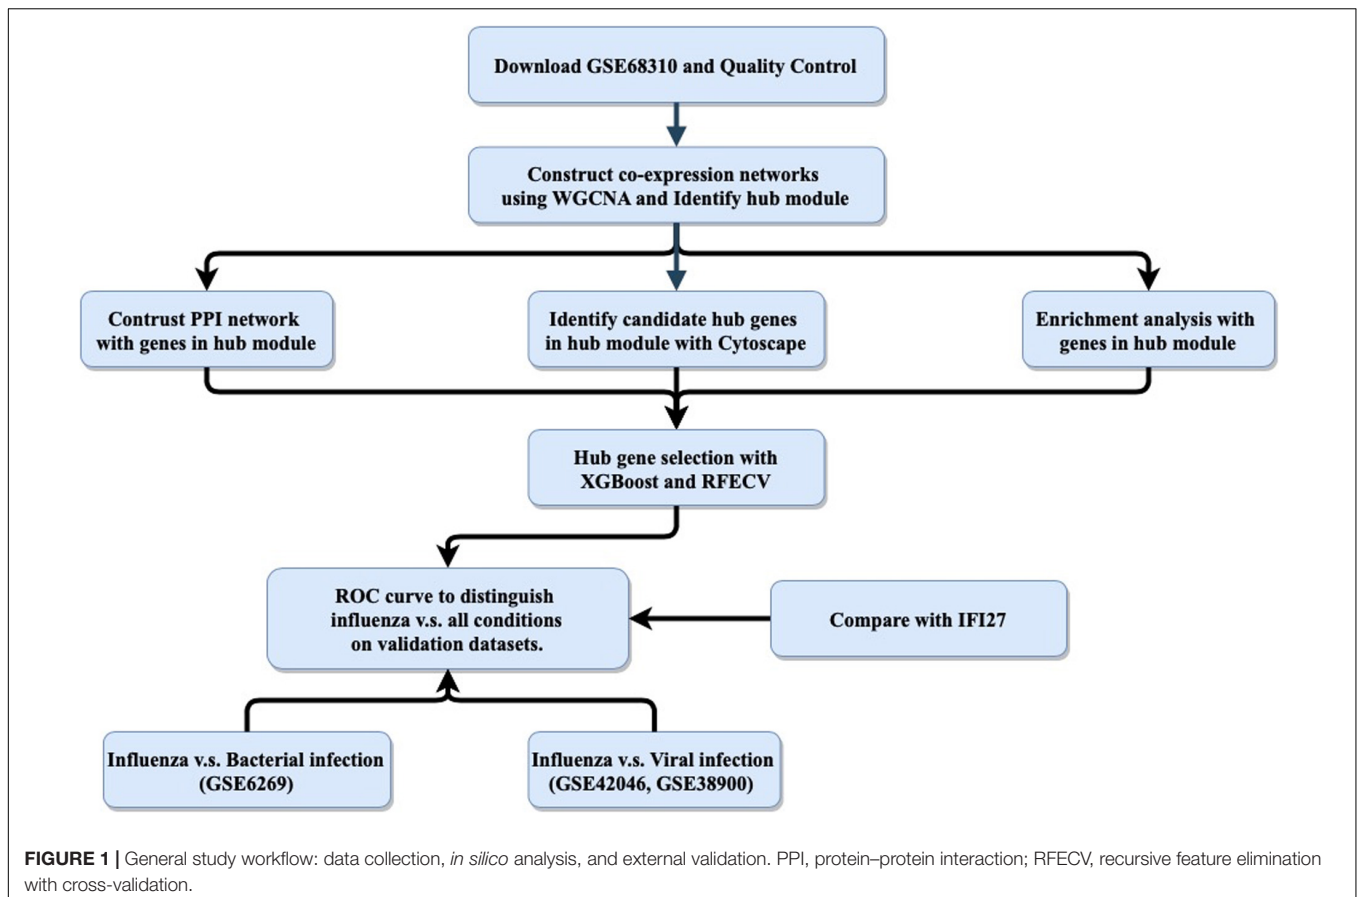 Download GSE68310 and Quality Control
Construct co-expression networks
using WGCNA and Identify hub module
Contrust PPI network
with genes in hub module
Identify candidate hub genes
in hub module with Cytoscape
Enrichment analysis with
genes in hub module
Hub gene selection with
XGBoost and RFECV
ROC curve to distinguish
influenza v.s. all conditions
on validation datasets.
Compare with IFI27
Influenza v.s. Bacterial infection
(GSE6269)
Influenza v.s. Viral infection
(GSE42046, GSE38900)
FIGURE 1 | General study workflow: data collection, in silico analysis, and external validation. PPI, protein–protein interaction; RFECV, recursive feature elimination
with cross-validation.